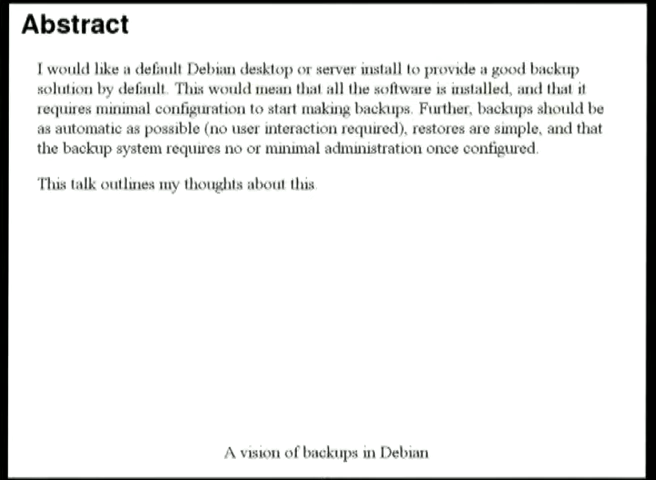 Abstract
I would like a default Debian desktop or server install to provide a good backup
solution by default. This would mean that all the software is installed, and that it
requires minimal configuration to start making backups. Further, backups should be
as automatic as possible (no user interaction required), restores are simple, and that
the backup system requires no or minimal administration once configured.
This talk outlines my thoughts about this.
A vision of backups in Debian